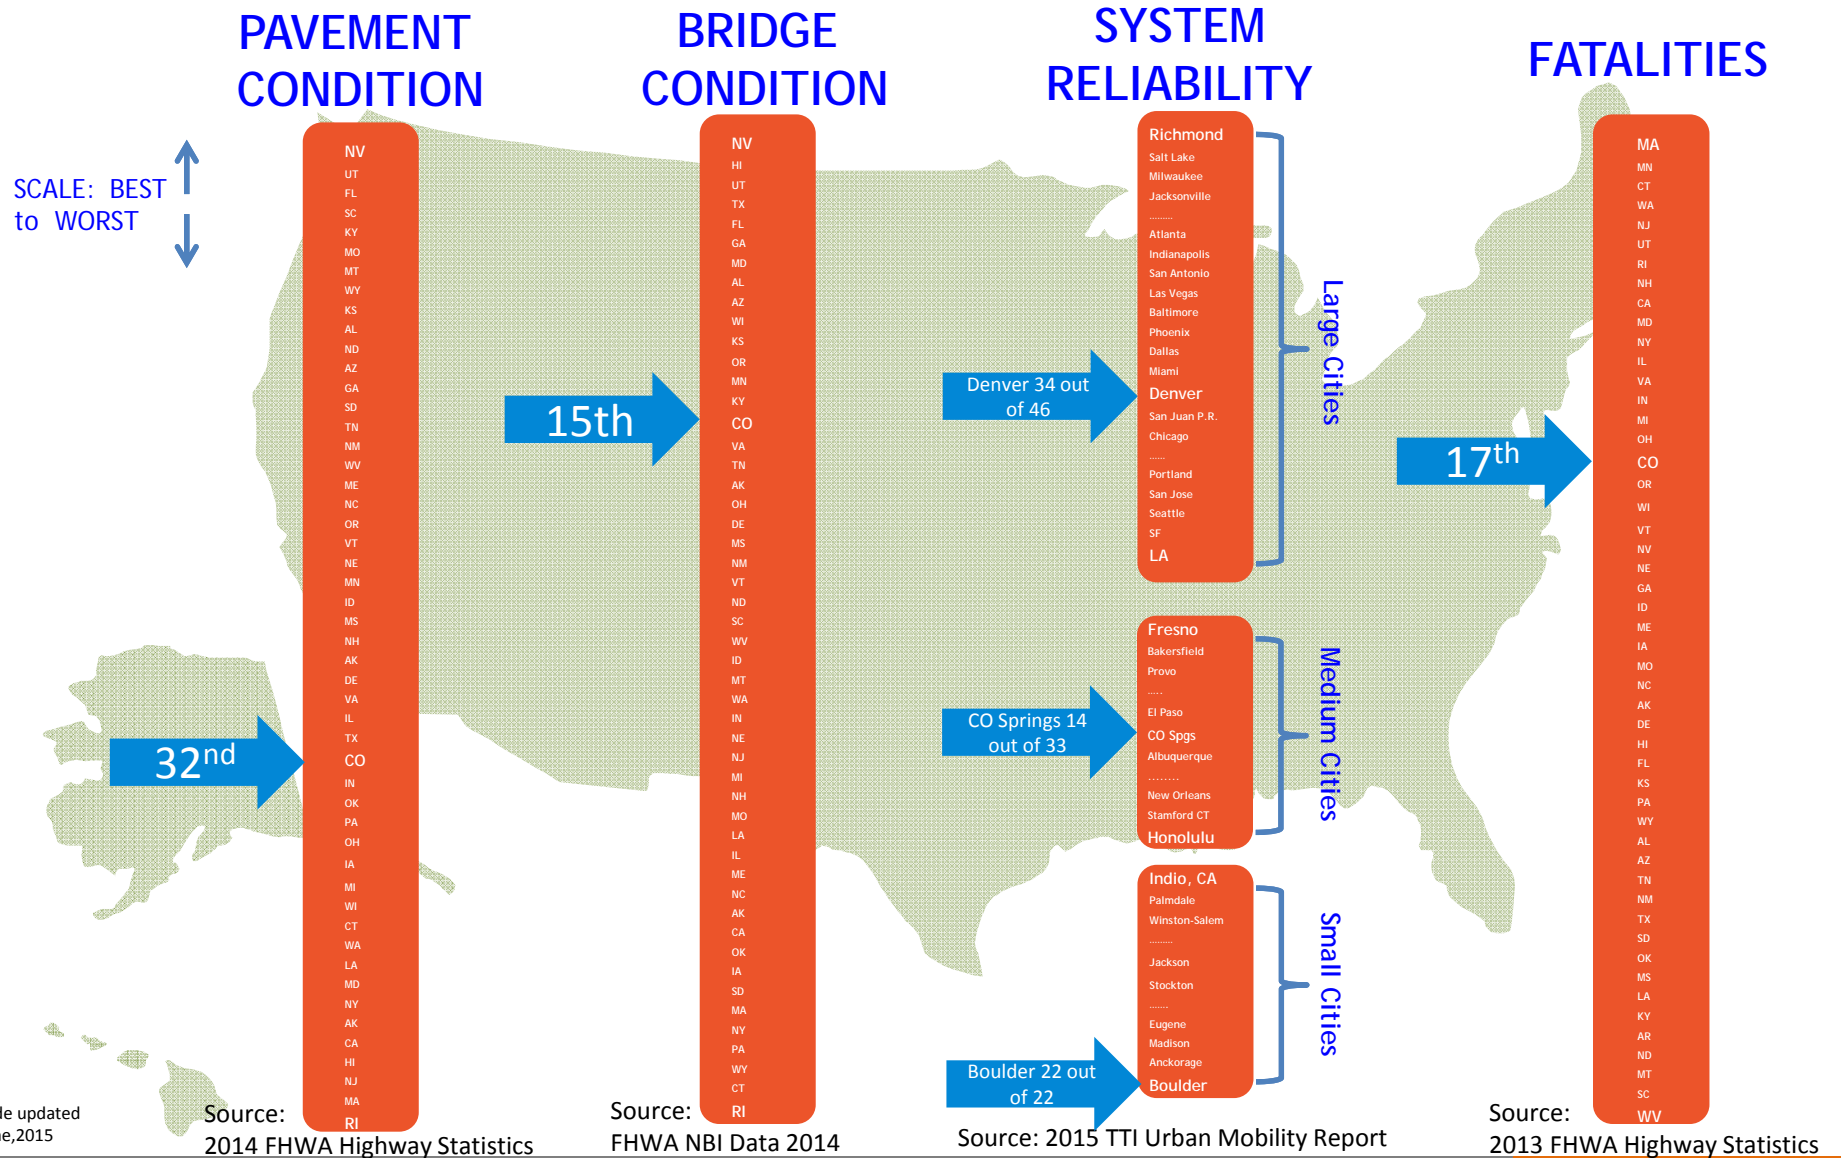 PAVEMENT
CONDITION
BRIDGE
CONDITION
SYSTEM
RELIABILITY
FATALITIES
SCALE: BEST
to WORST
NV
UT
FL
SC
KY
MO
MT
WY
KS
AL
ND
AZ
GA
SD
TN
NM
WV
ME
NC
OR
VT
NE
MN
ID
MS
NH
AK
DE
VA
IL
TX
CO
IN
OK
PA
OH
IA
MI
WI
CT
WA
LA
MD
NY
AK
CA
HI
NJ
MA
RI
32nd
Source:
2014 FHWA Highway Statistics
NV
HI
UT
TX
FL
GA
MD
AL
AZ
WI
KS
OR
MN
KY
CO
VA
TN
AK
OH
DE
MS
NM
VT
ND
SC
WV
ID
MT
WA
IN
NE
NJ
MI
NH
MO
LA
IL
ME
NC
AK
CA
OK
IA
SD
MA
NY
PA
WY
CT
RI
15th
Source:
FHWA NBI Data 2014
Richmond
Salt Lake
Milwaukee
Jacksonville
.........
Atlanta
Indianapolis
San Antonio
Las Vegas
Baltimore
Phoenix
Dallas
Miami
Denver
San Juan P.R.
Chicago
......
Portland
San Jose
Seattle
SF
LA
Large Cities
Denver 34 out
of 46
Fresno
Bakersfield
Provo
.....
El Paso
CO Spgs
Albuquerque
........
New Orleans
Stamford CT
Honolulu
Medium Cities
CO Springs 14
out of 33
Indio, CA
Palmdale
Winston-Salem
.........
Jackson
Stockton
.......
Eugene
Madison
Anckorage
Boulder
Small Cities
Boulder 22 out
of 22
Source: 2015 TTI Urban Mobility Report
MA
MN
CT
WA
NJ
UT
RI
NH
CA
MD
NY
IL
VA
IN
MI
OH
CO
OR
WI
VT
NV
NE
GA
ID
ME
IA
MO
NC
AK
DE
HI
FL
KS
PA
WY
AL
AZ
TN
NM
TX
SD
OK
MS
LA
KY
AR
ND
MT
SC
WV
17th
Source:
2013 FHWA Highway Statistics
updated
,2015